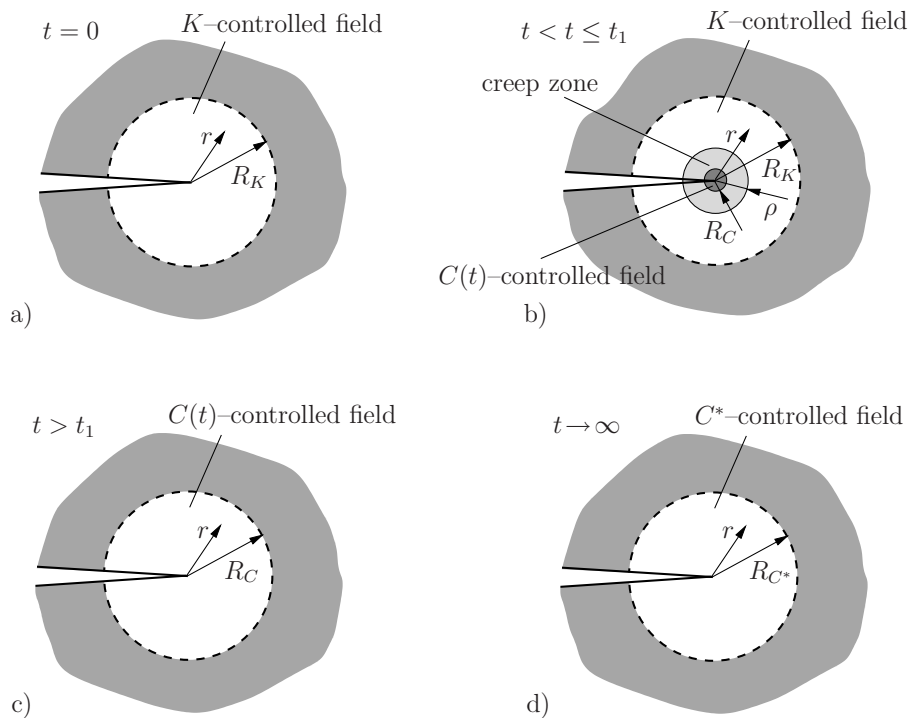 t = 0
K–controlled field
r
R_K
a)
t < t ≤ t_1
K–controlled field
creep zone
r
R_K
ρ
R_C
C(t)–controlled field
b)
t > t_1
C(t)–controlled field
r
R_C
c)
t → ∞
C*–controlled field
r
R_{C*}
d)